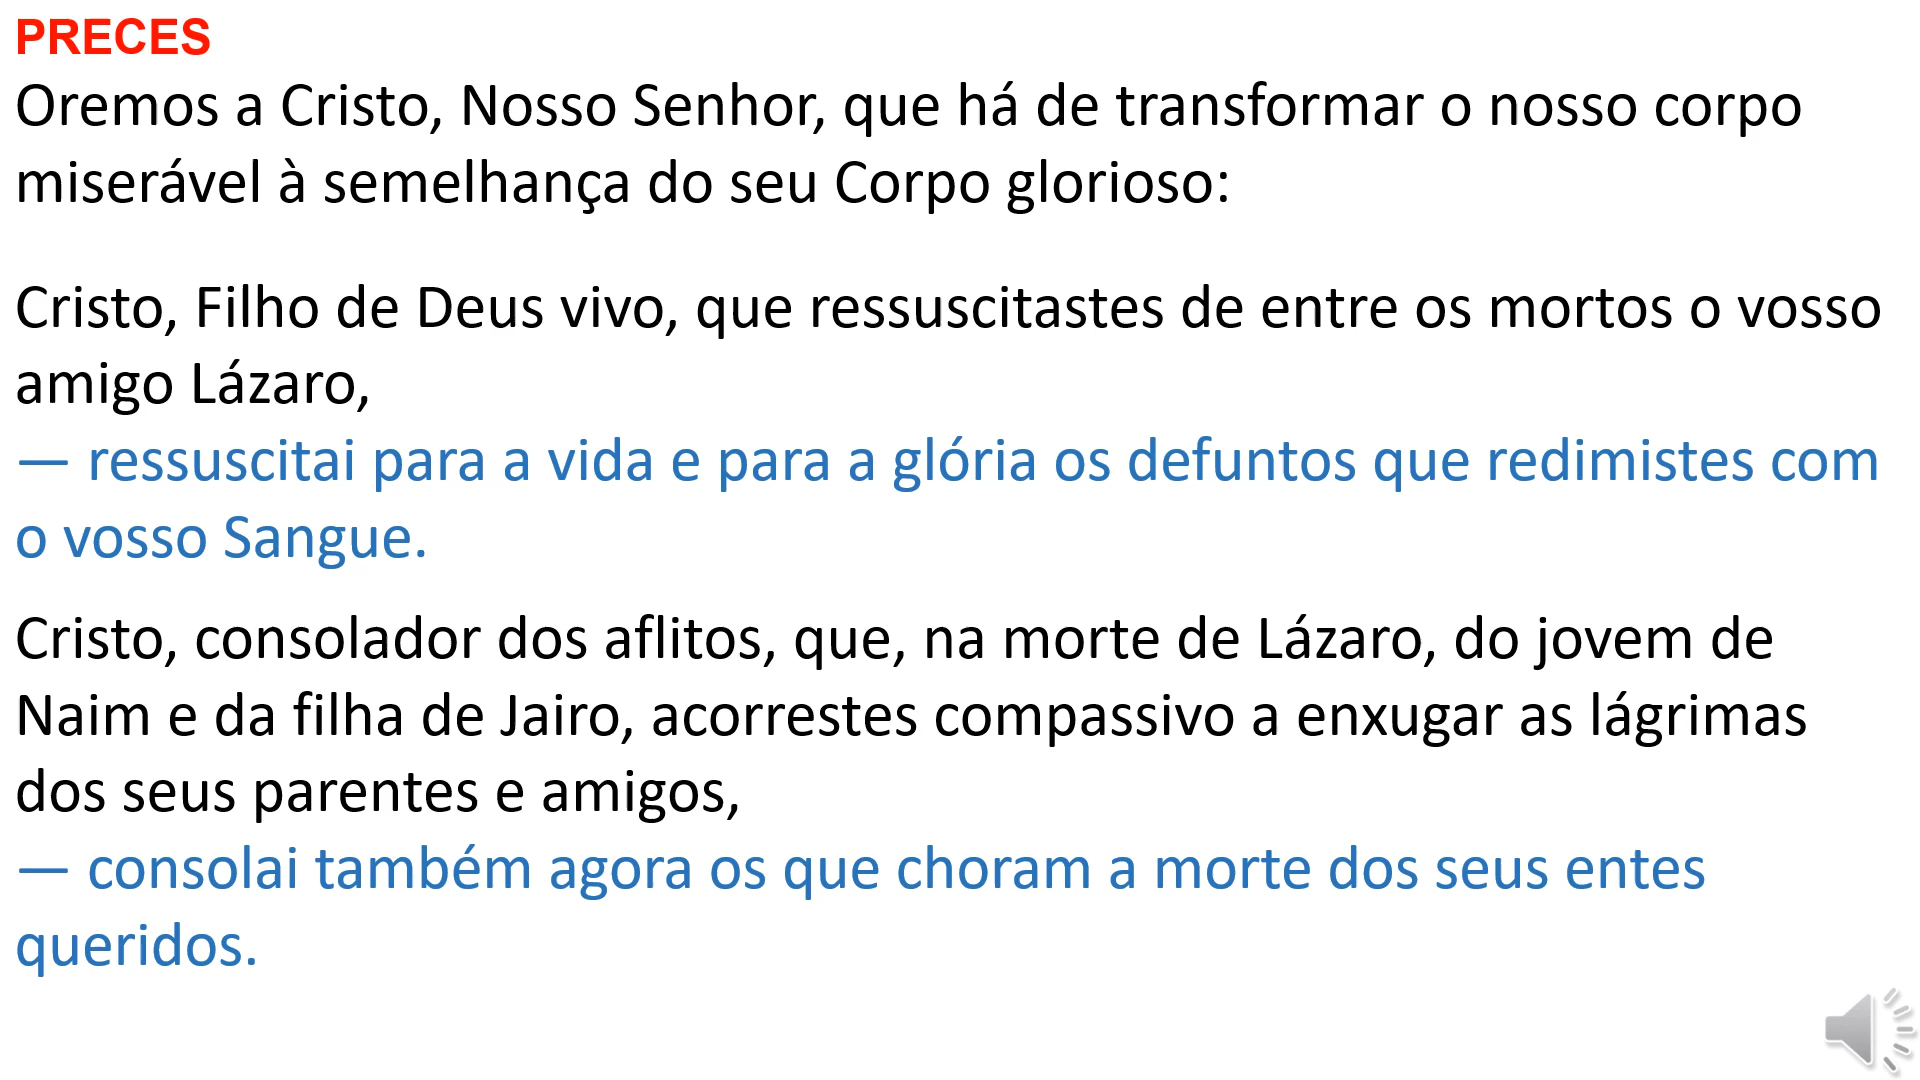 PRECES
Oremos a Cristo, Nosso Senhor, que há de transformar o nosso corpo
miserável à semelhança do seu Corpo glorioso:
Cristo, Filho de Deus vivo, que ressuscitastes de entre os mortos o vosso
amigo Lázaro,
— ressuscitai para a vida e para a glória os defuntos que redimistes com
o vosso Sangue.
Cristo, consolador dos aflitos, que, na morte de Lázaro, do jovem de
Naim e da filha de Jairo, acorrestes compassivo a enxugar as lágrimas
dos seus parentes e amigos,
— consolai também agora os que choram a morte dos seus entes
queridos.